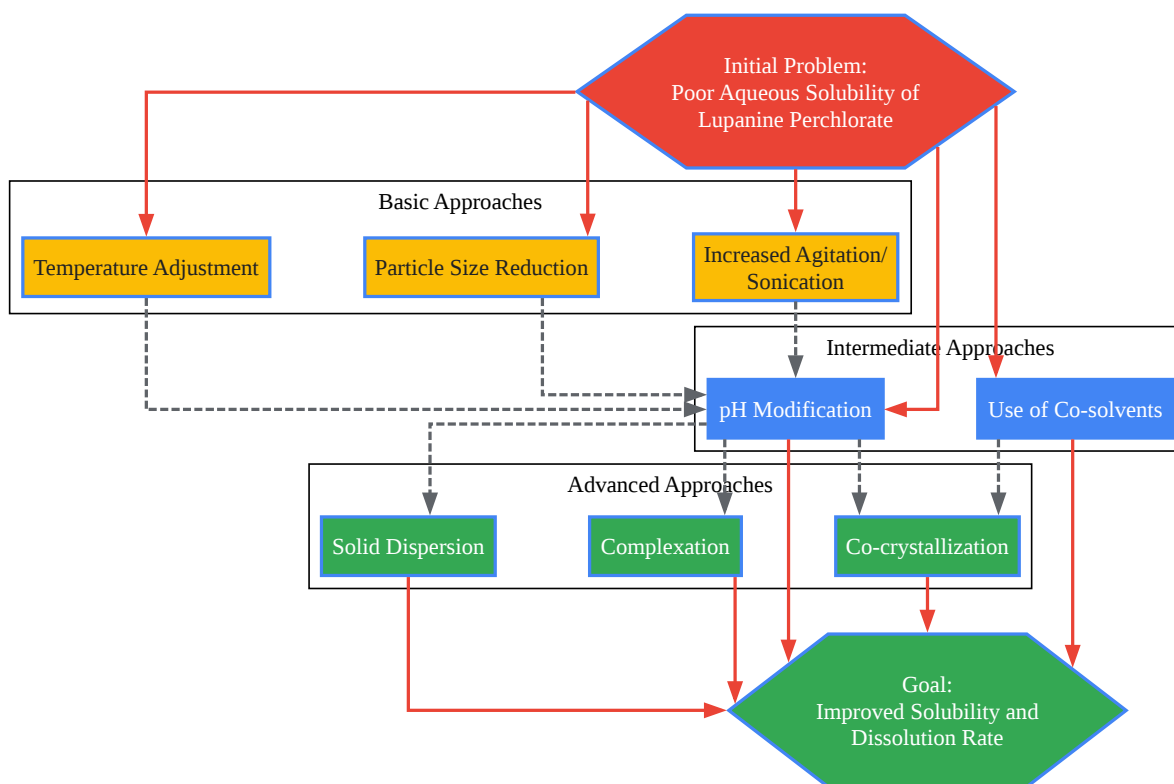 Initial Problem:
Poor Aqueous Solubility of
Lupanine Perchlorate
Basic Approaches
Temperature Adjustment
Particle Size Reduction
Increased Agitation/
Sonication
Intermediate Approaches
pH Modification
Use of Co-solvents
Advanced Approaches
Solid Dispersion
Complexation
Co-crystallization
Goal:
Improved Solubility and
Dissolution Rate